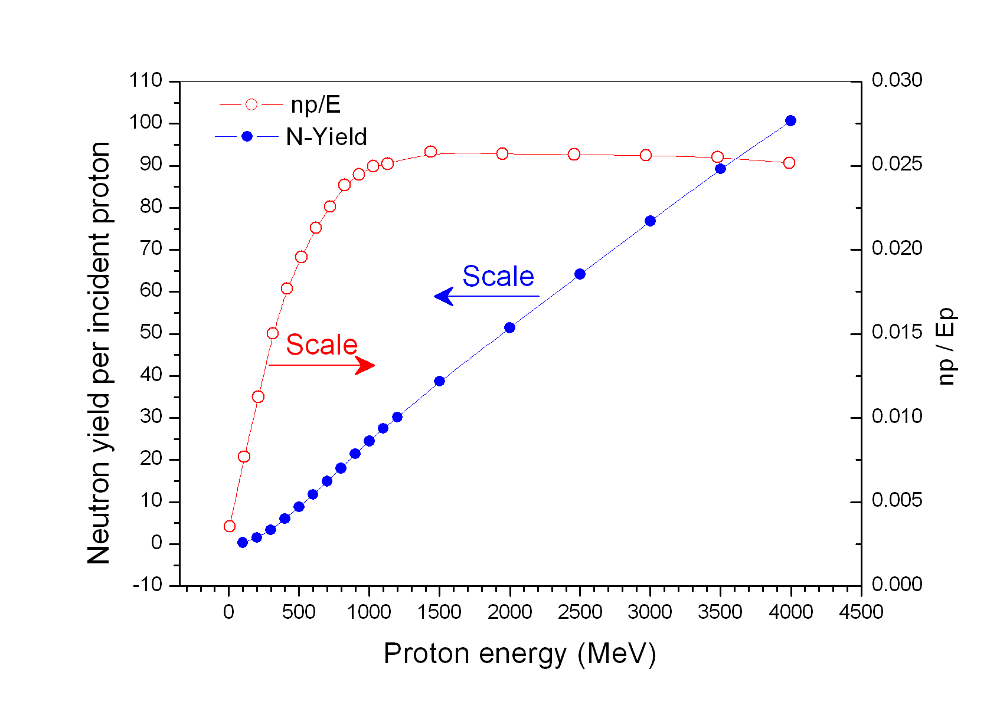 np/E
N-Yield
Scale
Scale
110
100
90
80
70
60
50
40
30
20
10
0
-10
0.030
0.025
0.020
0.015
0.010
0.005
0.000
0 500 1000 1500 2000 2500 3000 3500 4000 4500
Neutron yield per incident proton
np / Ep
Proton energy (MeV)